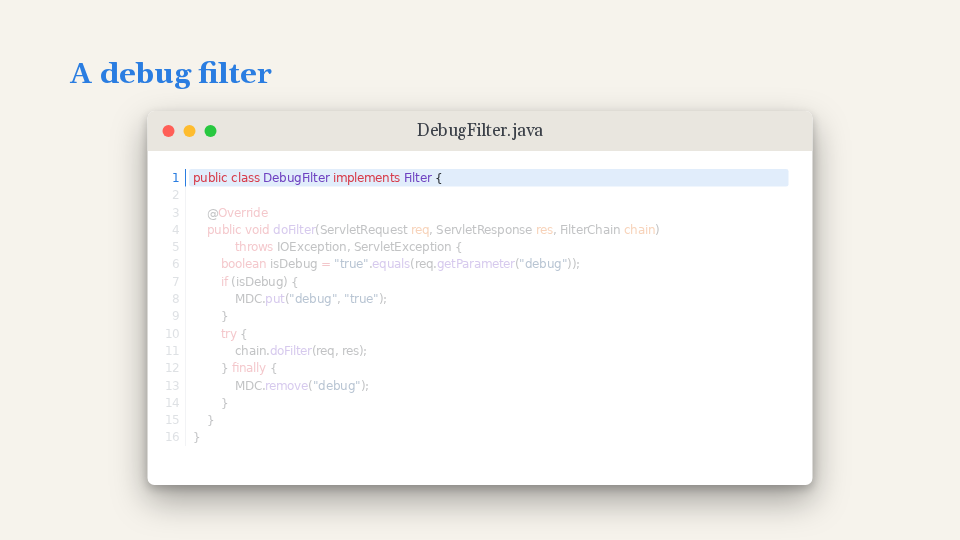 A debug filter
DebugFilter.java
1 public class DebugFilter implements Filter {
2
3     @Override
4     public void doFilter(ServletRequest req, ServletResponse res, FilterChain chain)
5             throws IOException, ServletException {
6         boolean isDebug = "true".equals(req.getParameter("debug"));
7         if (isDebug) {
8             MDC.put("debug", "true");
9         }
10         try {
11             chain.doFilter(req, res);
12         } finally {
13             MDC.remove("debug");
14         }
15     }
16 }